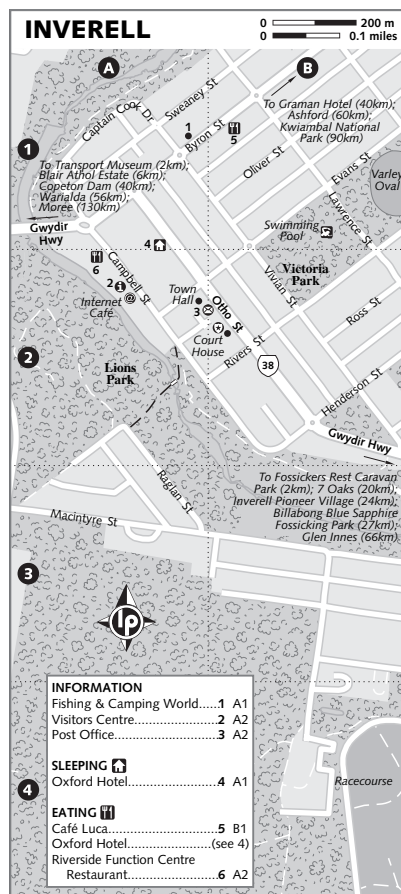 INVERELL
0 200 m
0 0.1 miles
A
B
Captain Cook Dr
Sweaney St
To Graman Hotel (40km);
Ashford (60km);
Kwiambal National
Park (90km)
1
Byron St
5
1
To Transport Museum (2km);
Blair Athol Estate (6km);
Copeton Dam (40km);
Warialda (56km);
Moree (130km)
Oliver St
Evans St
Varley
Oval
Lawrence St
Gwydir
Hwy
4
Swimming
Pool
6
Campbell St
2
Internet
Café
Victoria
Park
Vivian St
Town
Hall
3
Otho St
Court
House
Ross St
Rivers St
2
Lions
Park
38
Henderson St
Gwydir Hwy
Raglan St
To Fossickers Rest Caravan
Park (2km); 7 Oaks (20km);
Inverell Pioneer Village (24km);
Billabong Blue Sapphire
Fossicking Park (27km);
Glen Innes (66km)
Macintyre St
3
lp
INFORMATION
Fishing & Camping World.....1 A1
Visitors Centre......................2 A2
Post Office............................3 A2
SLEEPING
Oxford Hotel........................4 A1
EATING
Café Luca.............................5 B1
Oxford Hotel....................(see 4)
Riverside Function Centre
Restaurant........................6 A2
4
Racecourse